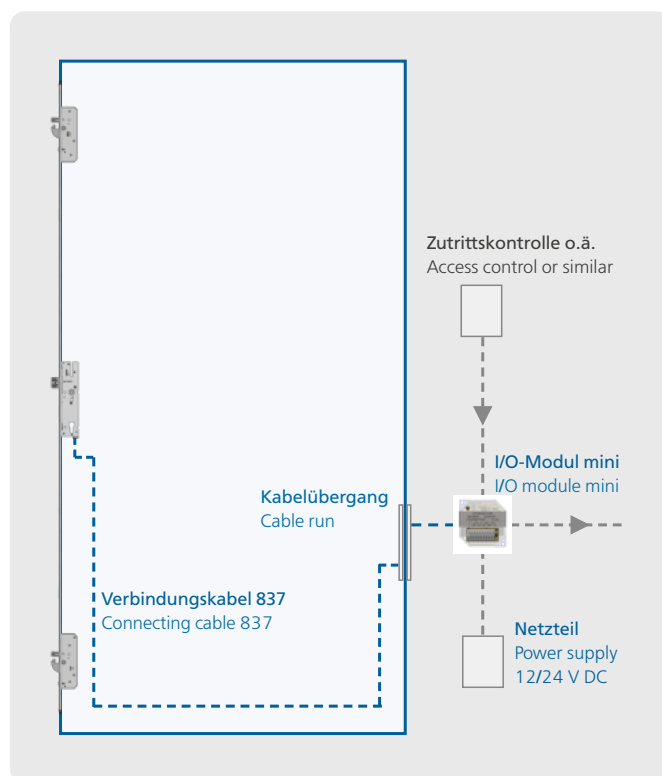 Zutrittskontrolle o.ä.
Access control or similar
I/O-Modul mini
I/O module mini
Kabelübergang
Cable run
Verbindungskabel 837
Connecting cable 837
Netzteil
Power supply
12/24 V DC